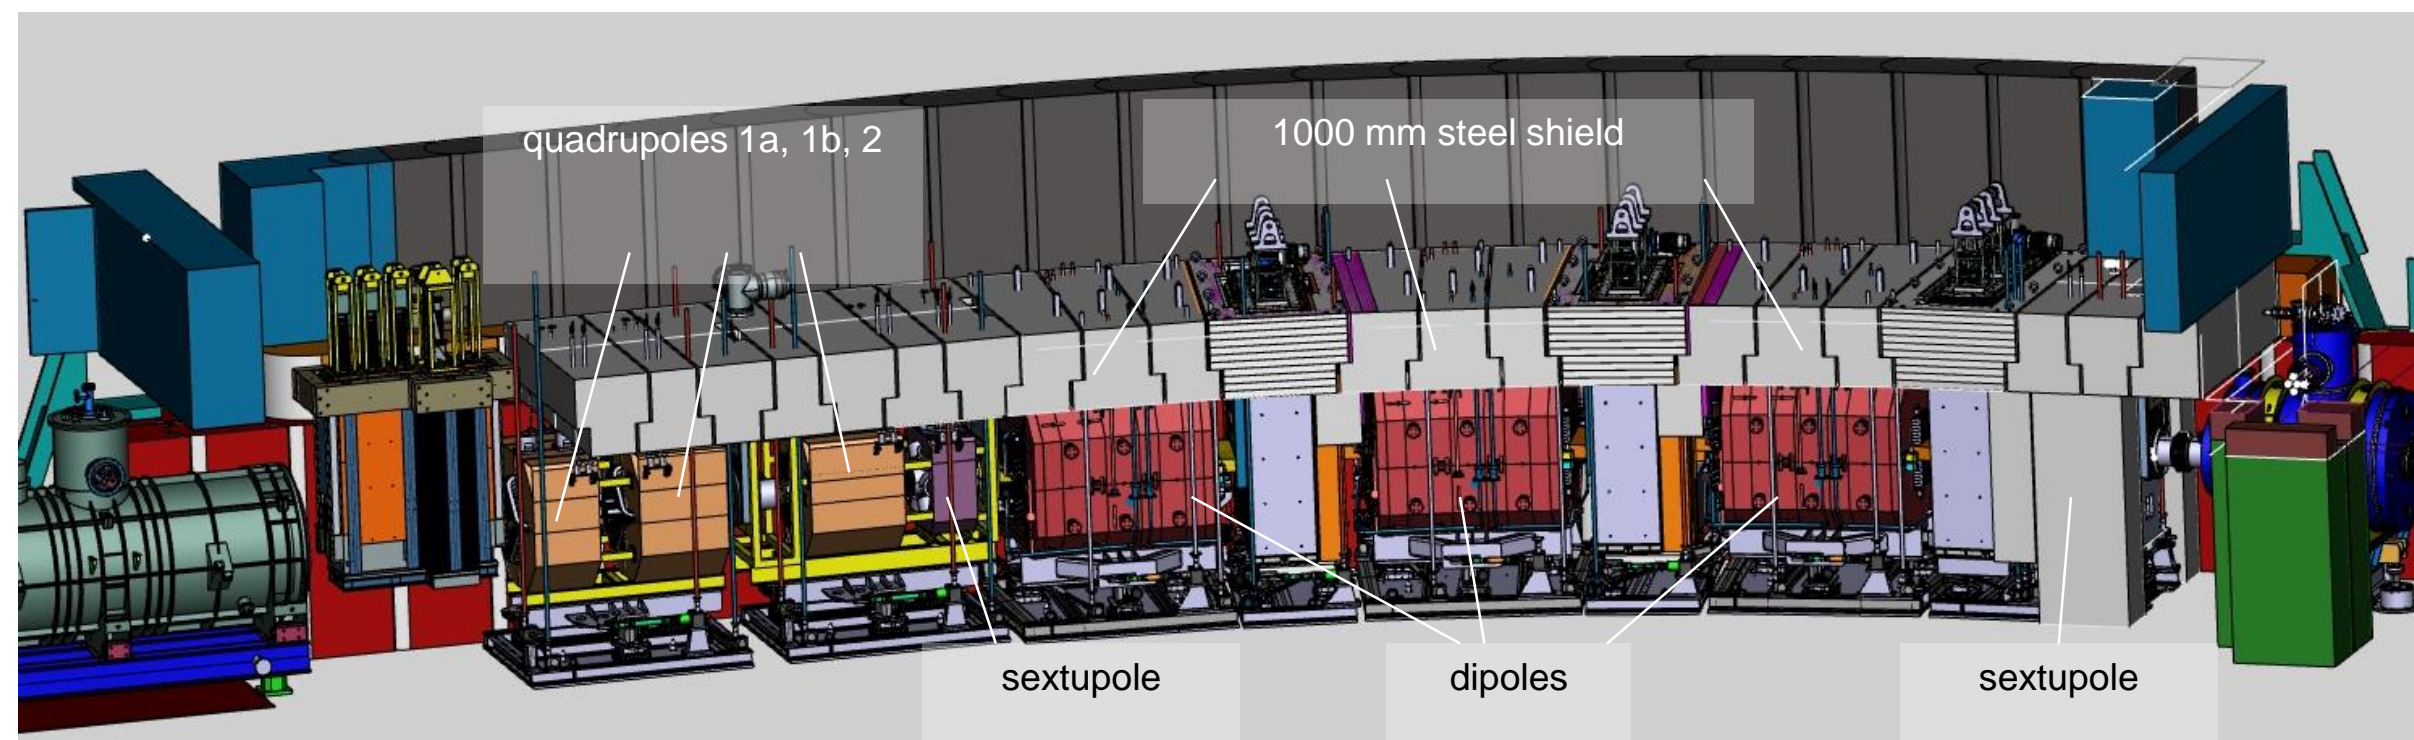 quadrupoles 1a, 1b, 2
1000 mm steel shield
sextupole
dipoles
sextupole